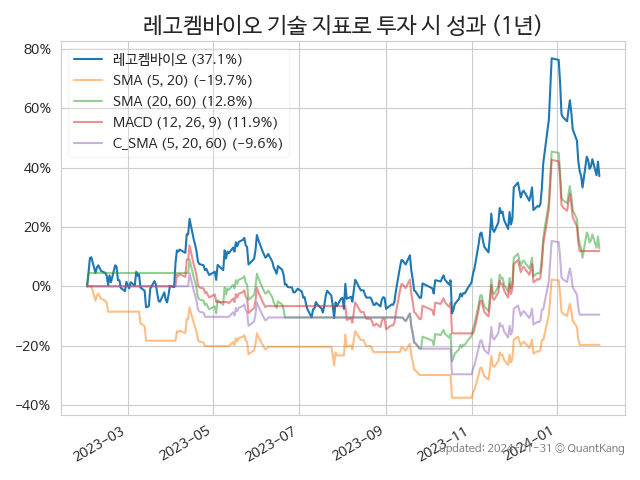 레고켐바이오 기술 지표로 투자 시 성과 (1년)
80%
60%
40%
20%
0%
−20%
−40%
레고켐바이오 (37.1%)
SMA (5, 20) (−19.7%)
SMA (20, 60) (12.8%)
MACD (12, 26, 9) (11.9%)
C_SMA (5, 20, 60) (−9.6%)
2023-03
2023-05
2023-07
2023-09
2023-11
2024-01
updated: 2024-01-31 © QuantKang